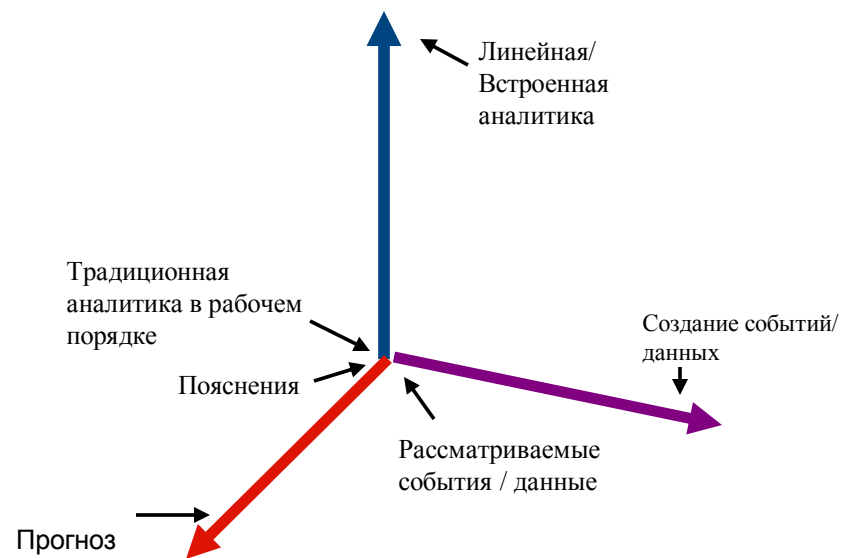 Линейная/
Встроенная
аналитика
Традиционная
аналитика в рабочем
порядке
Создание событий/
данных
Пояснения
Рассматриваемые
события / данные
Прогноз